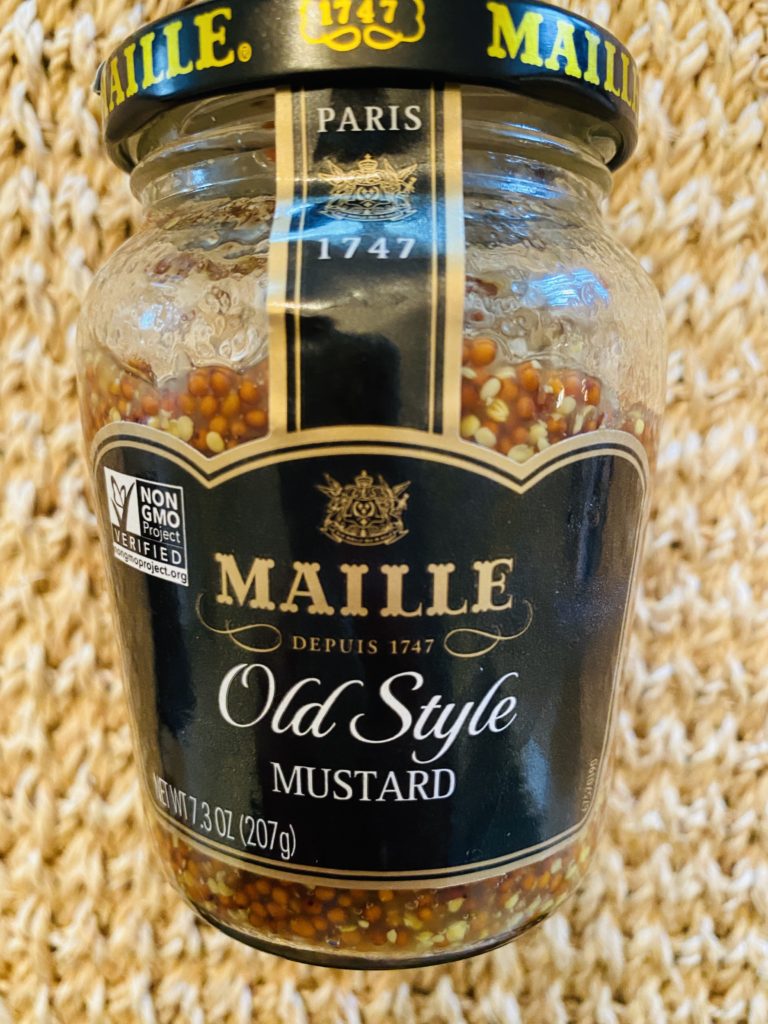 MAILLE®
1747
MAILL
PARIS
1747
NON
GMO
Project
VERIFIED
nongmoproject.org
MAILLE
DEPUIS 1747
Old Style
MUSTARD
NET WT 7.3 OZ (207g)